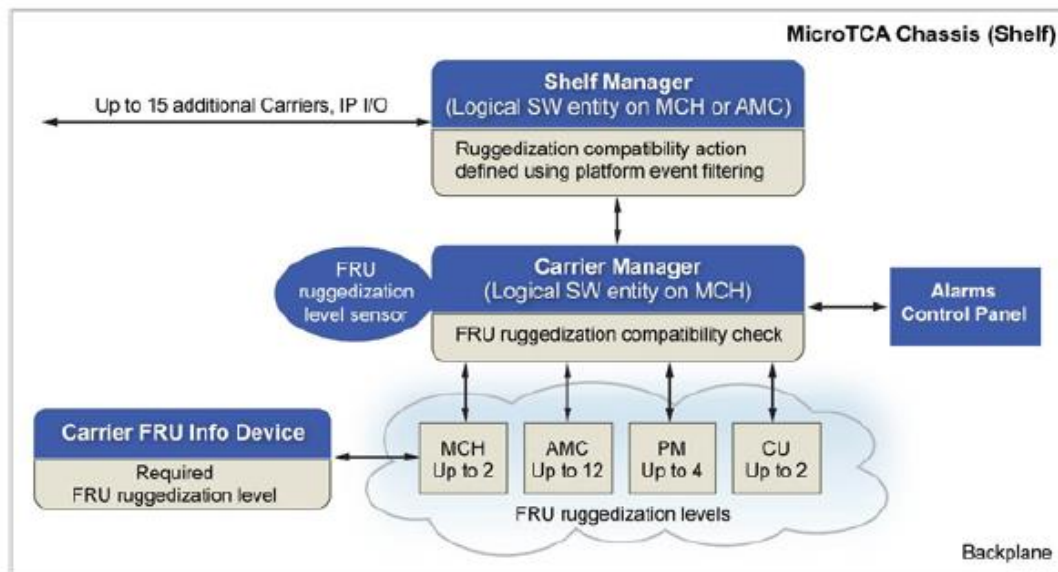 MicroTCA Chassis (Shelf)
Shelf Manager
(Logical SW entity on MCH or AMC)
Up to 15 additional Carriers, IP I/O
Ruggedization compatibility action
defined using platform event filtering
FRU
ruggedization
level sensor
Carrier Manager
(Logical SW entity on MCH)
FRU ruggedization compatibility check
Alarms
Control Panel
Carrier FRU Info Device
Required
FRU ruggedization level
MCH
Up to 2
AMC
Up to 12
PM
Up to 4
CU
Up to 2
FRU ruggedization levels
Backplane